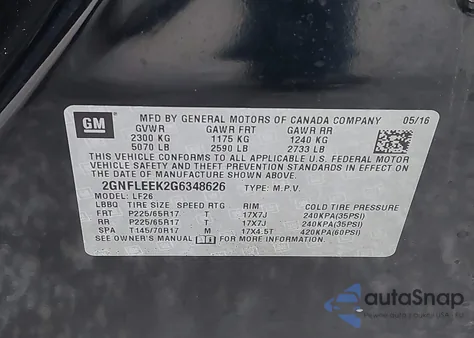 GM
MFD BY GENERAL MOTORS OF CANADA COMPANY 05/16
GVWR GAWR FRT GAWR RR
2300 KG 1175 KG 1240 KG
5070 LB 2590 LB 2733 LB
THIS VEHICLE CONFORMS TO ALL APPLICABLE U.S. FEDERAL MOTOR
VEHICLE SAFETY AND THEFT PREVENTION STANDARDS IN EFFECT ON THE
DATE OF MANUFACTURE SHOWN ABOVE.
2GNFLEEK2G6348626 TYPE: M.P.V.
MODEL: LF26
LBBQ TIRE SIZE SPEED RTG RIM COLD TIRE PRESSURE
FRT P225/65R17 T 17X7J 240KPA(35PSI)
RR P225/65R17 T 17X7J 240KPA(35PSI)
SPA T145/70R17 M 17X4.5T 420KPA(60PSI)
SEE OWNER'S MANUAL FOR MORE INFORMATION.
autoSnap